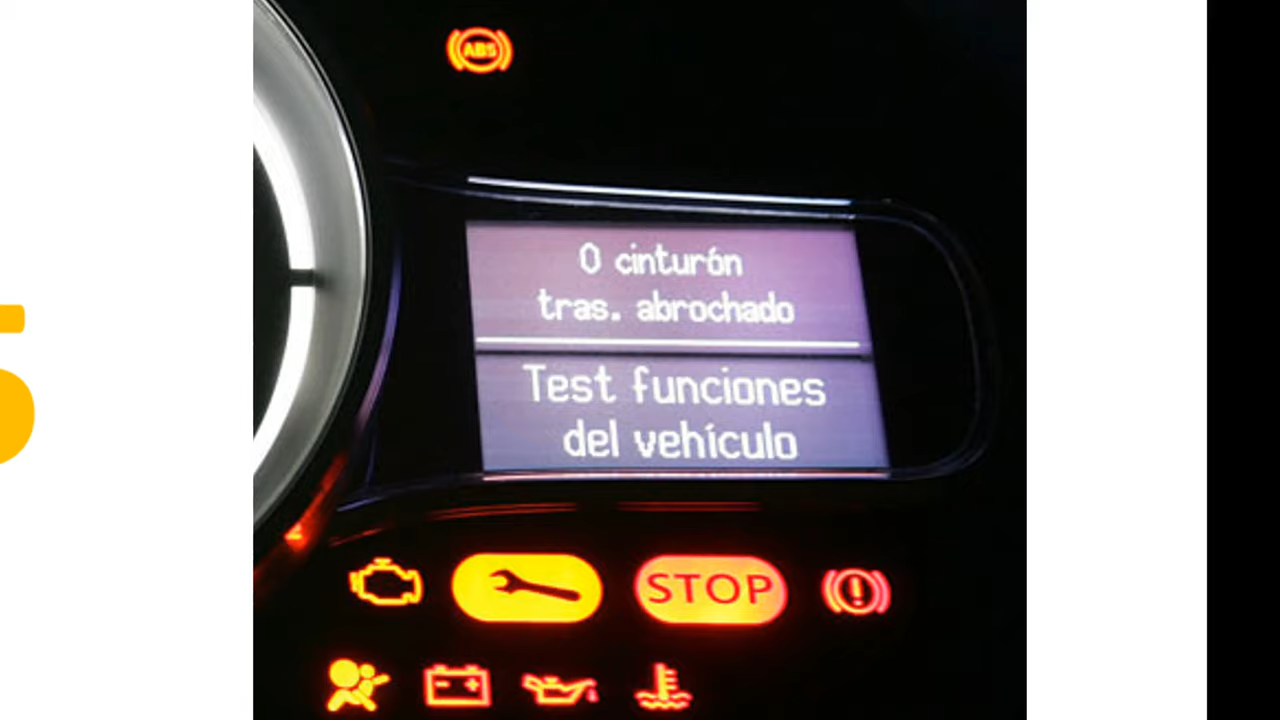 ABS
0 cinturón
tras. abrochado
Test funciones
del vehículo
STOP